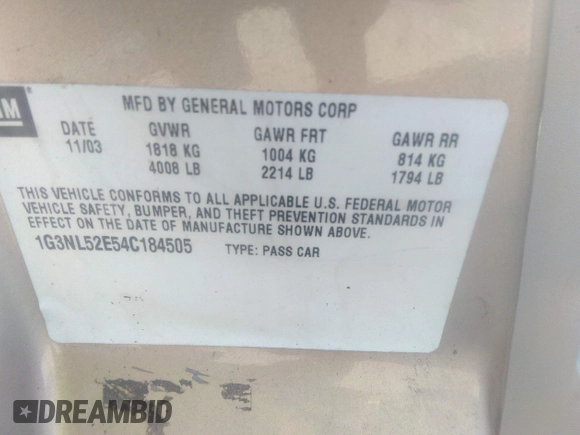 GM®
MFD BY GENERAL MOTORS CORP
DATE GVWR GAWR FRT GAWR RR
11/03 1818 KG 1004 KG 814 KG
4008 LB 2214 LB 1794 LB
THIS VEHICLE CONFORMS TO ALL APPLICABLE U.S. FEDERAL MOTOR
VEHICLE SAFETY, BUMPER, AND THEFT PREVENTION STANDARDS IN
EFFECT ON THE DATE OF MANUFACTURE SHOWN ABOVE.
1G3NL52E54C184505 TYPE: PASS CAR
DREAMBID